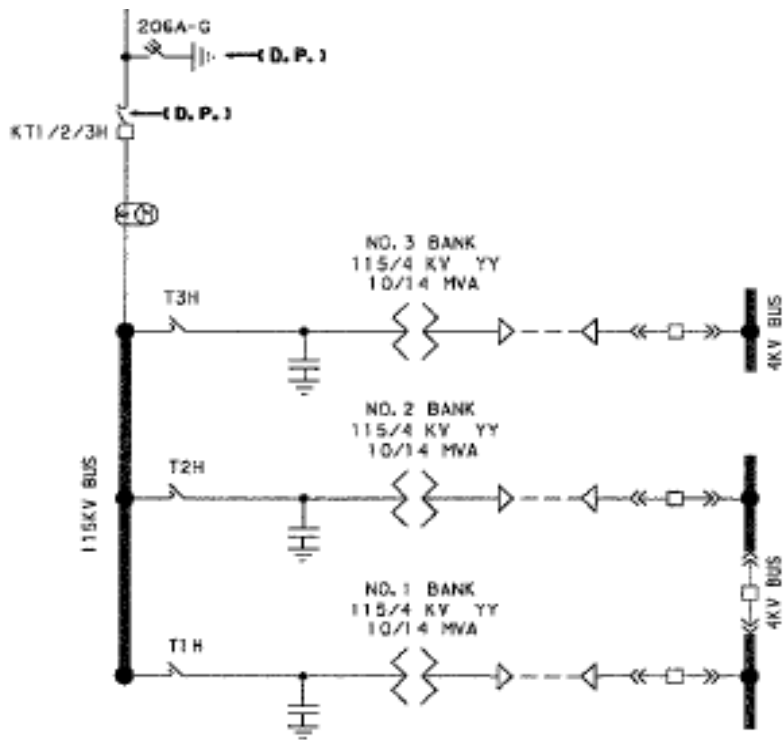 206A-G
(D.P.)
(D.P.)
KT1/2/3H
M
NO.3 BANK
115/4 KV YY
10/14 MVA
T3H
4KV BUS
NO.2 BANK
115/4 KV YY
10/14 MVA
T2H
115KV BUS
NO.1 BANK
115/4 KV YY
10/14 MVA
4KV BUS
T1H